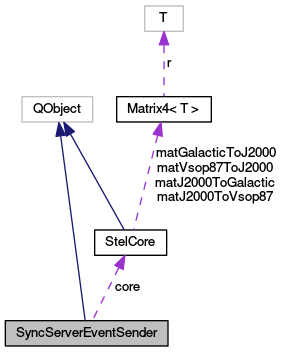 T
r
QObject
Matrix4< T >
matGalacticToJ2000
matVsop87ToJ2000
matJ2000ToGalactic
matJ2000ToVsop87
StelCore
core
SyncServerEventSender